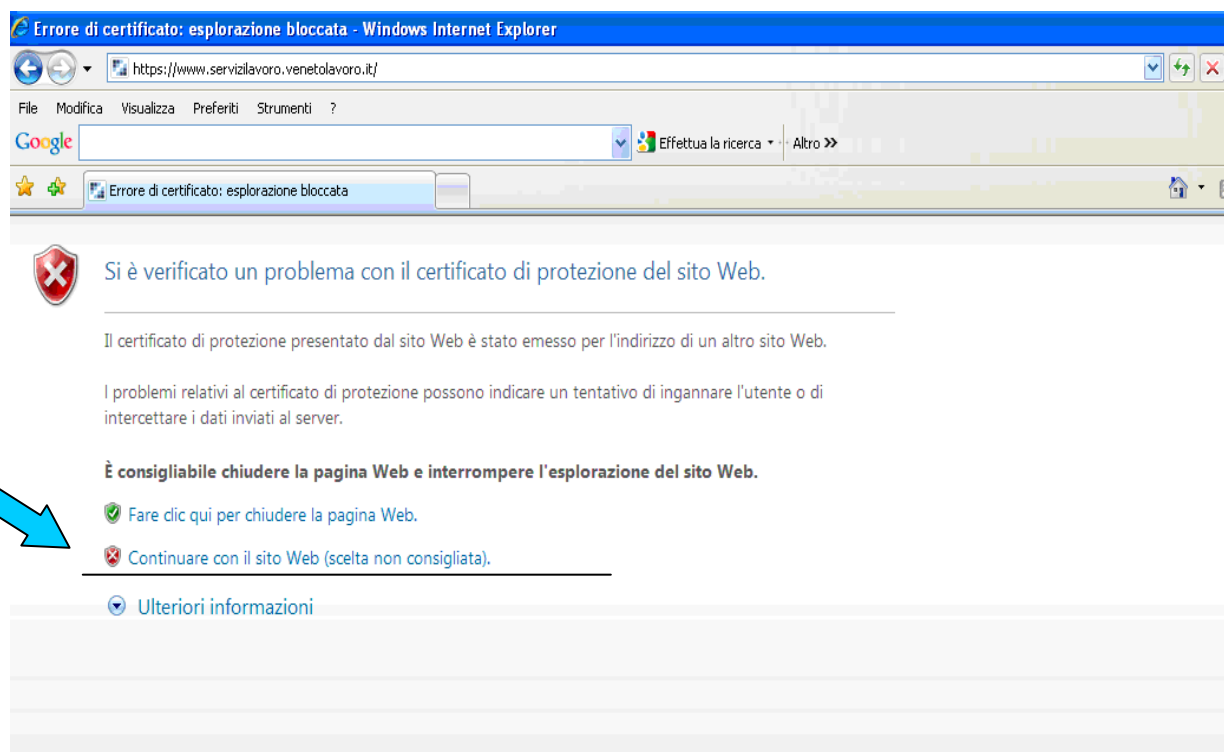 Errore di certificato: esplorazione bloccata - Windows Internet Explorer
https://www.servizilavoro.venetolavoro.it/
File Modifica Visualizza Preferiti Strumenti ?
Google Effettua la ricerca Altro »
Errore di certificato: esplorazione bloccata
Si è verificato un problema con il certificato di protezione del sito Web.
Il certificato di protezione presentato dal sito Web è stato emesso per l'indirizzo di un altro sito Web.
I problemi relativi al certificato di protezione possono indicare un tentativo di ingannare l'utente o di
intercettare i dati inviati al server.
È consigliabile chiudere la pagina Web e interrompere l'esplorazione del sito Web.
Fare clic qui per chiudere la pagina Web.
Continuare con il sito Web (scelta non consigliata).
Ulteriori informazioni